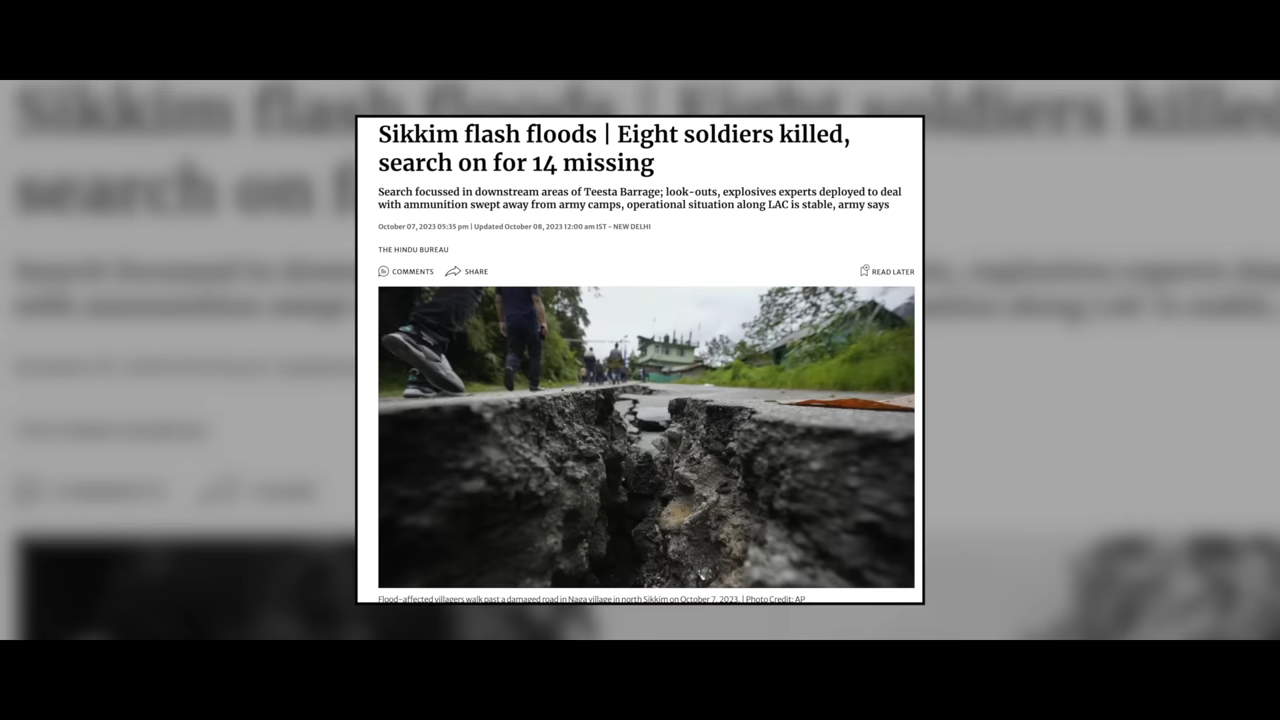 Sikkim flash floods | Eight soldiers killed,
search on for 14 missing
Search focussed in downstream areas of Teesta Barrage; look-outs, explosives experts deployed to deal
with ammunition swept away from army camps, operational situation along LAC is stable, army says
October 07, 2023 05:35 pm | Updated October 08, 2023 12:00 am IST - NEW DELHI
THE HINDU BUREAU
COMMENTS SHARE READ LATER
Flood-affected villagers walk past a damaged road in Naga village in north Sikkim on October 7, 2023. | Photo Credit: AP